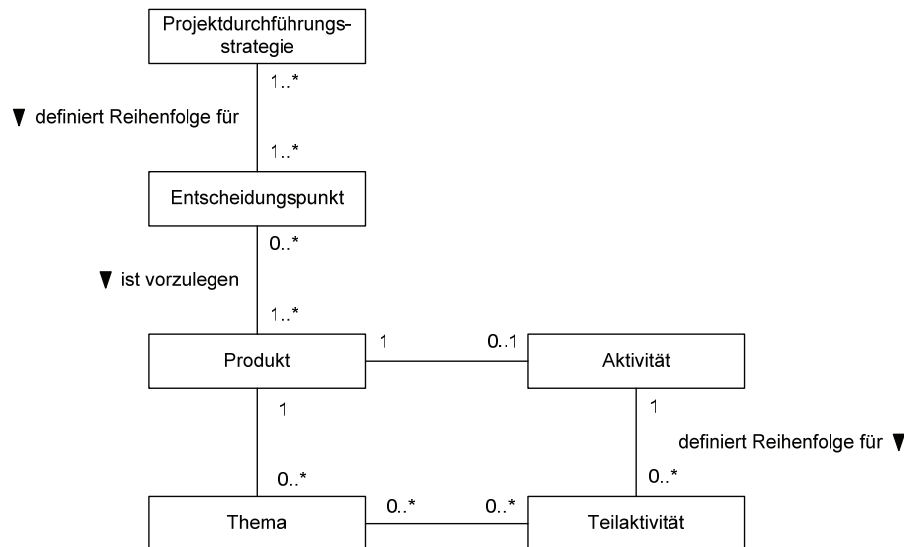 Projektdurchführungs-
strategie
1..*
▼ definiert Reihenfolge für
1..*
Entscheidungspunkt
0..*
▼ ist vorzulegen
1..*
Produkt
1
0..1
Aktivität
1
1
definiert Reihenfolge für ▼
0..*
0..*
Thema
0..*
0..*
Teilaktivität